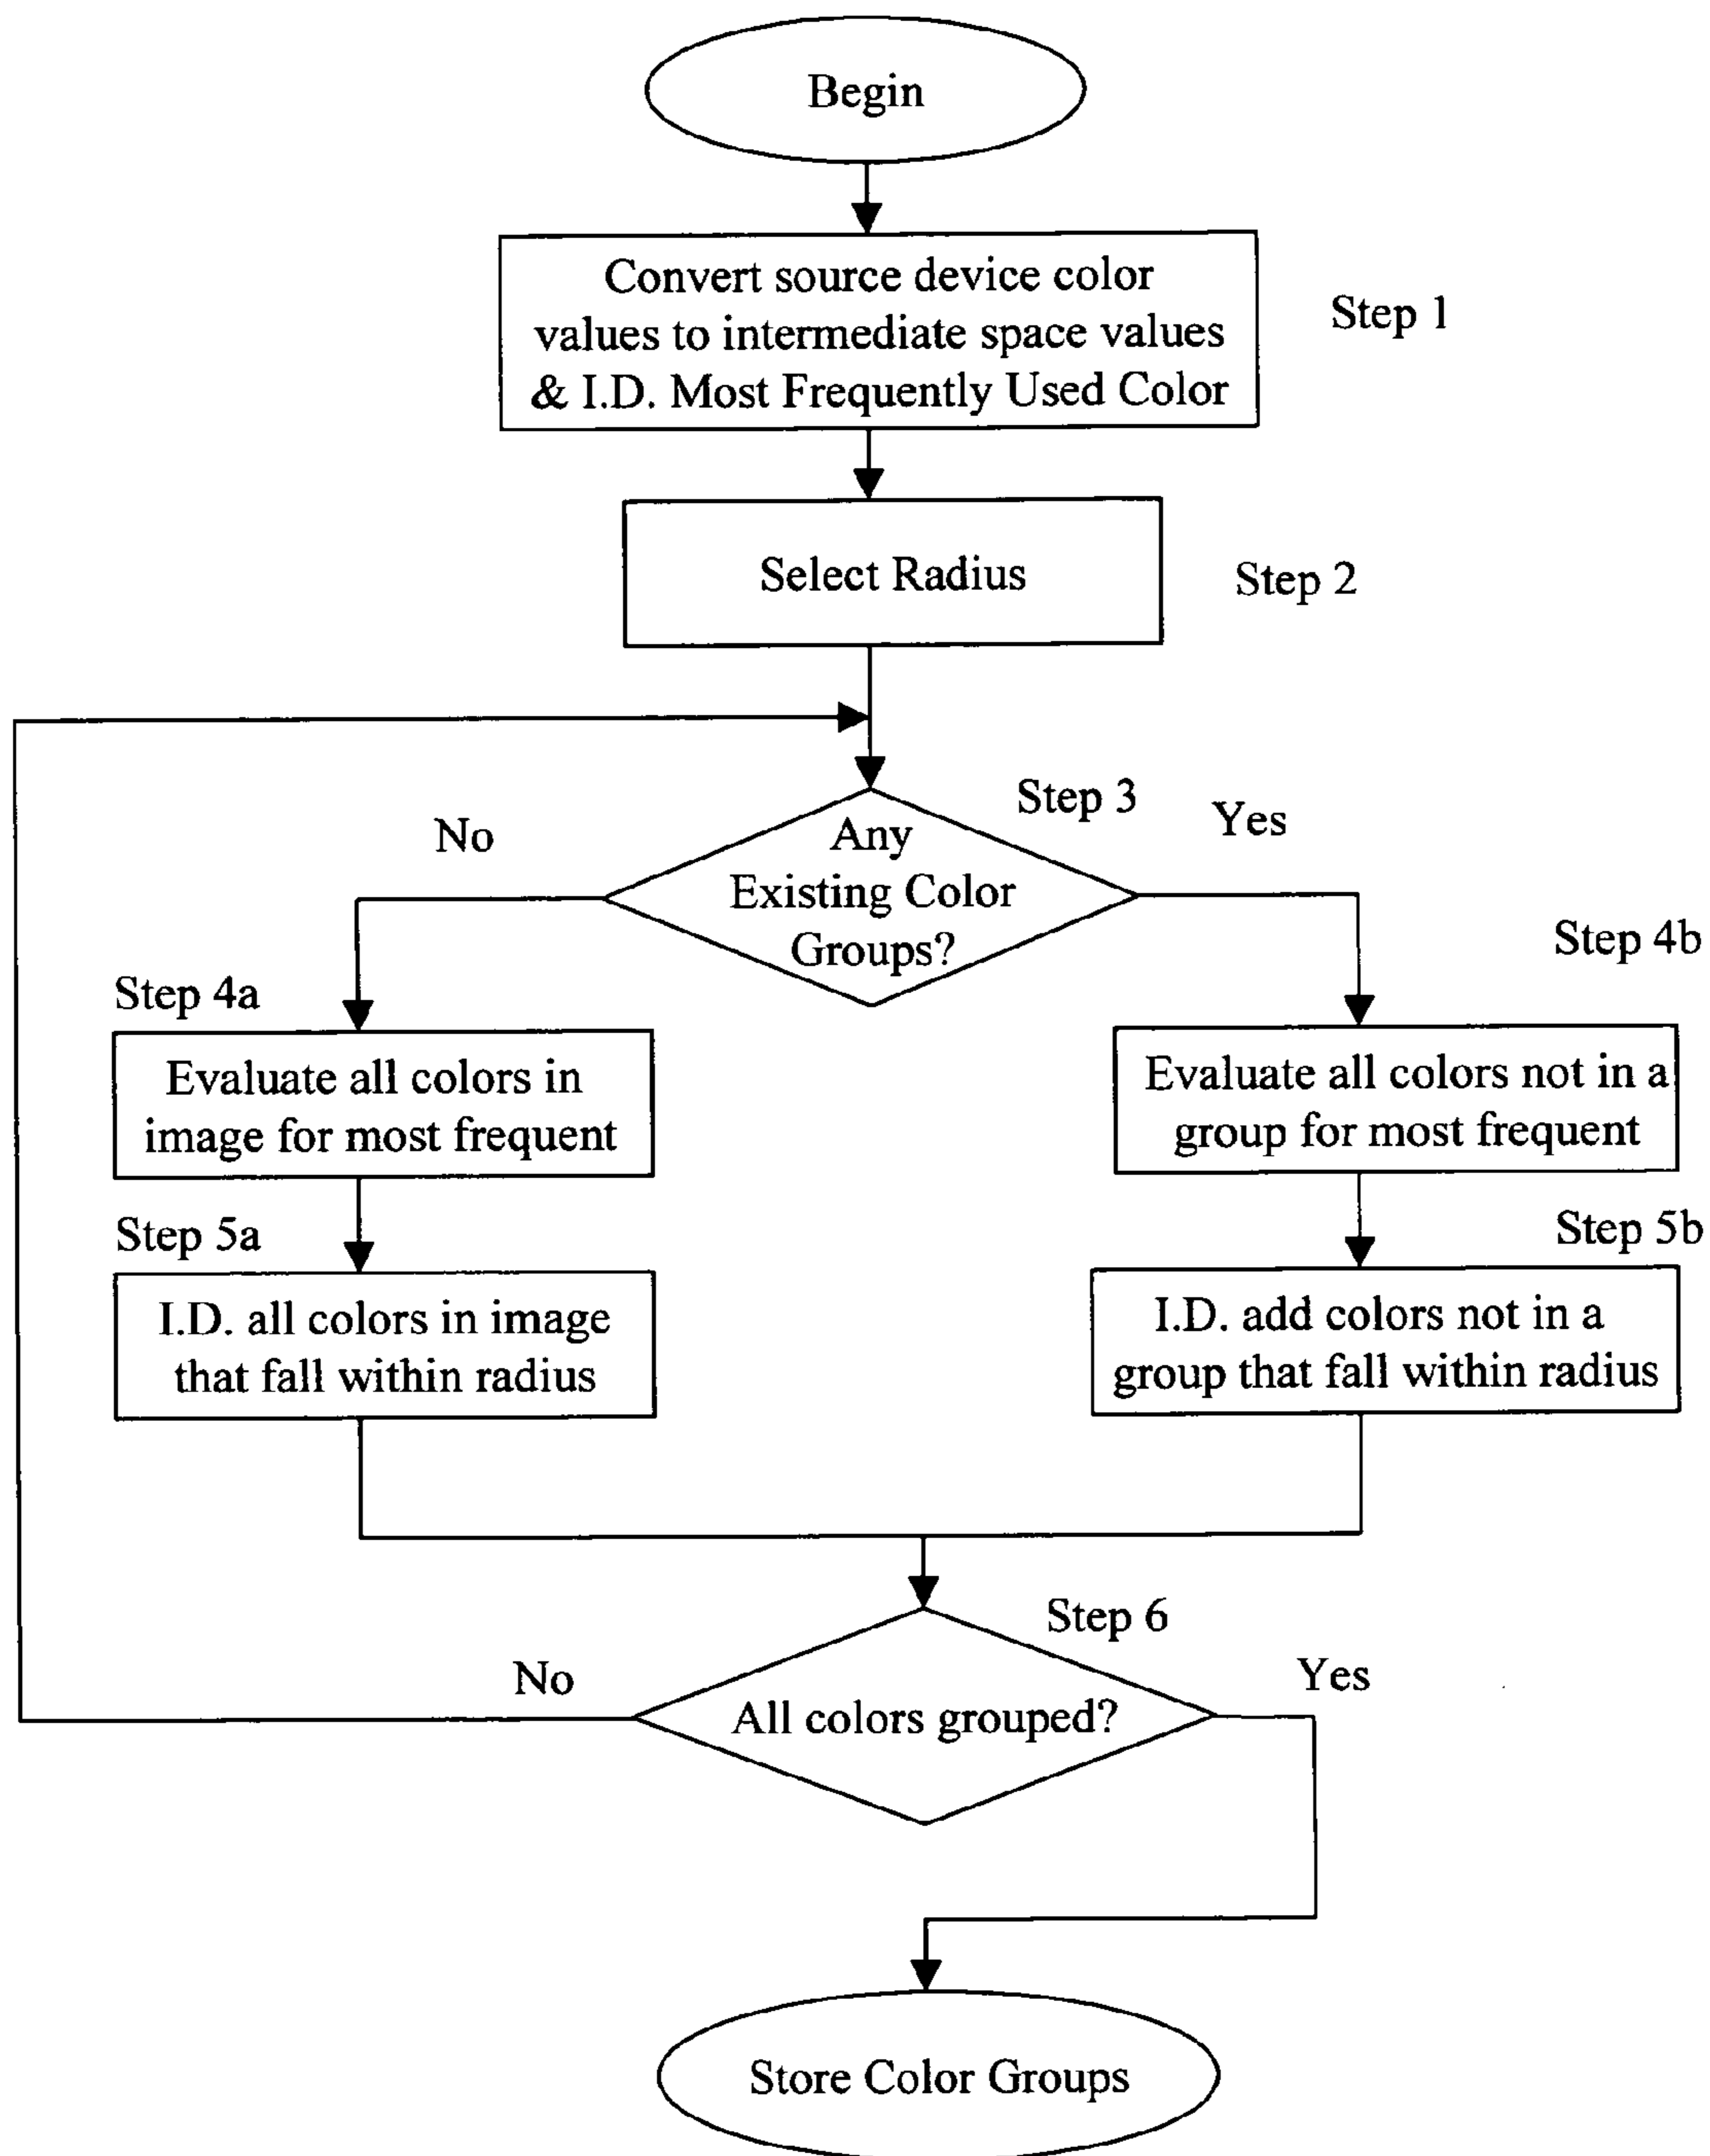 Begin
Convert source device color
values to intermediate space values
& I.D. Most Frequently Used Color
Step 1
Select Radius
Step 2
Step 3
No
Yes
Any
Existing Color
Groups?
Step 4a
Step 4b
Evaluate all colors in
image for most frequent
Evaluate all colors not in a
group for most frequent
Step 5a
Step 5b
I.D. all colors in image
that fall within radius
I.D. add colors not in a
group that fall within radius
Step 6
No
Yes
All colors grouped?
Store Color Groups